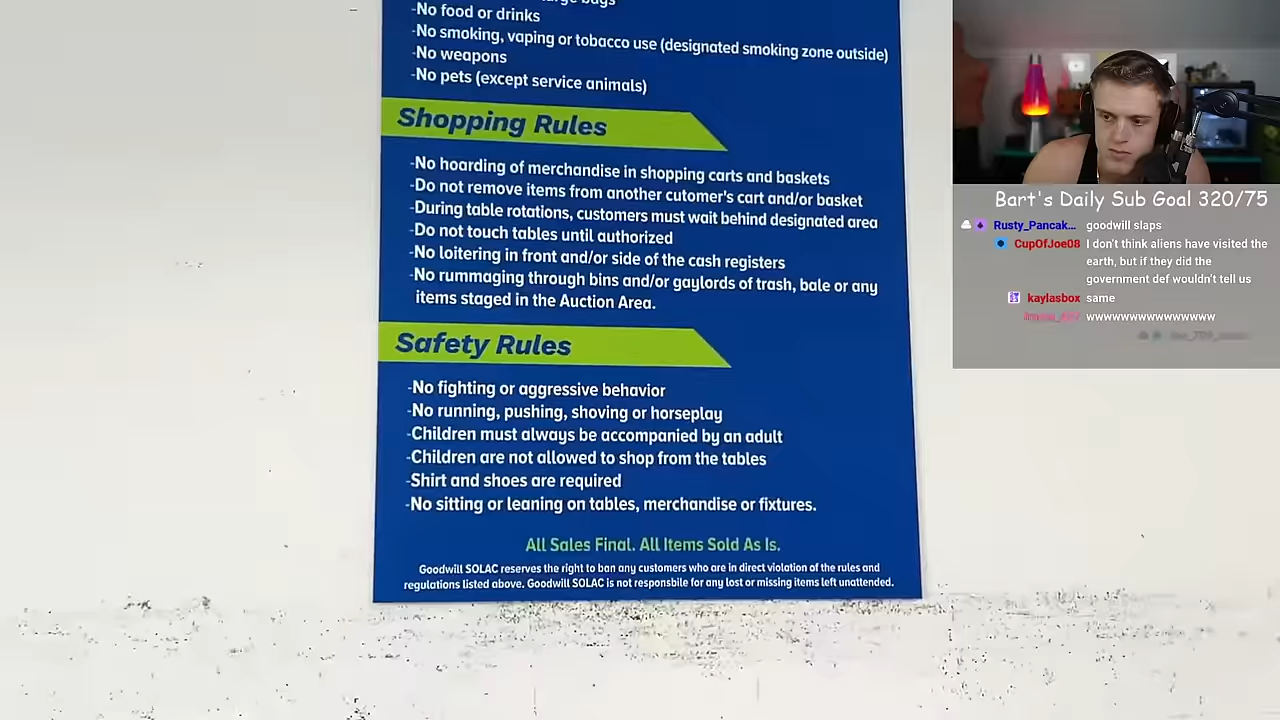 -No food or drinks
-No smoking, vaping or tobacco use (designated smoking zone outside)
-No weapons
-No pets (except service animals)
Shopping Rules
-No hoarding of merchandise in shopping carts and baskets
-Do not remove items from another cutomer's cart and/or basket
-During table rotations, customers must wait behind designated area
-Do not touch tables until authorized
-No loitering in front and/or side of the cash registers
-No rummaging through bins and/or gaylords of trash, bale or any
items staged in the Auction Area.
Safety Rules
-No fighting or aggressive behavior
-No running, pushing, shoving or horseplay
-Children must always be accompanied by an adult
-Children are not allowed to shop from the tables
-Shirt and shoes are required
-No sitting or leaning on tables, merchandise or fixtures.
All Sales Final. All Items Sold As Is.
Goodwill SOLAC reserves the right to ban any customers who are in direct violation of the rules and
regulations listed above. Goodwill SOLAC is not responsbile for any lost or missing items left unattended.
Bart's Daily Sub Goal 320/75
Rusty_Pancak... goodwill slaps
CupOfJoe08 I don't think aliens have visited the
earth, but if they did the
government def wouldn't tell us
kaylasbox same
wwwwwwwwwwwwwww